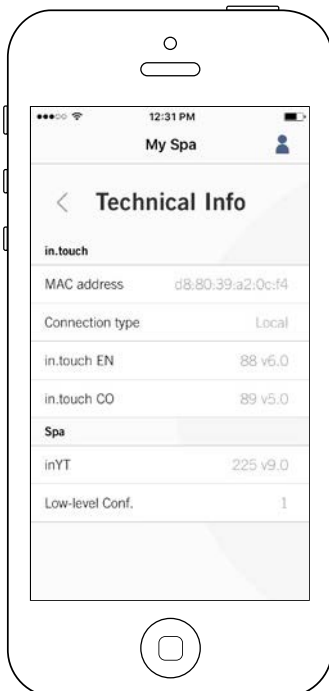 12:31 PM
My Spa
Technical Info
in.touch
MAC address d8:80:39:a2:0c:f4
Connection type Local
in.touch EN 88 v6.0
in.touch CO 89 v5.0
Spa
inYT 225 v9.0
Low-level Conf. 1